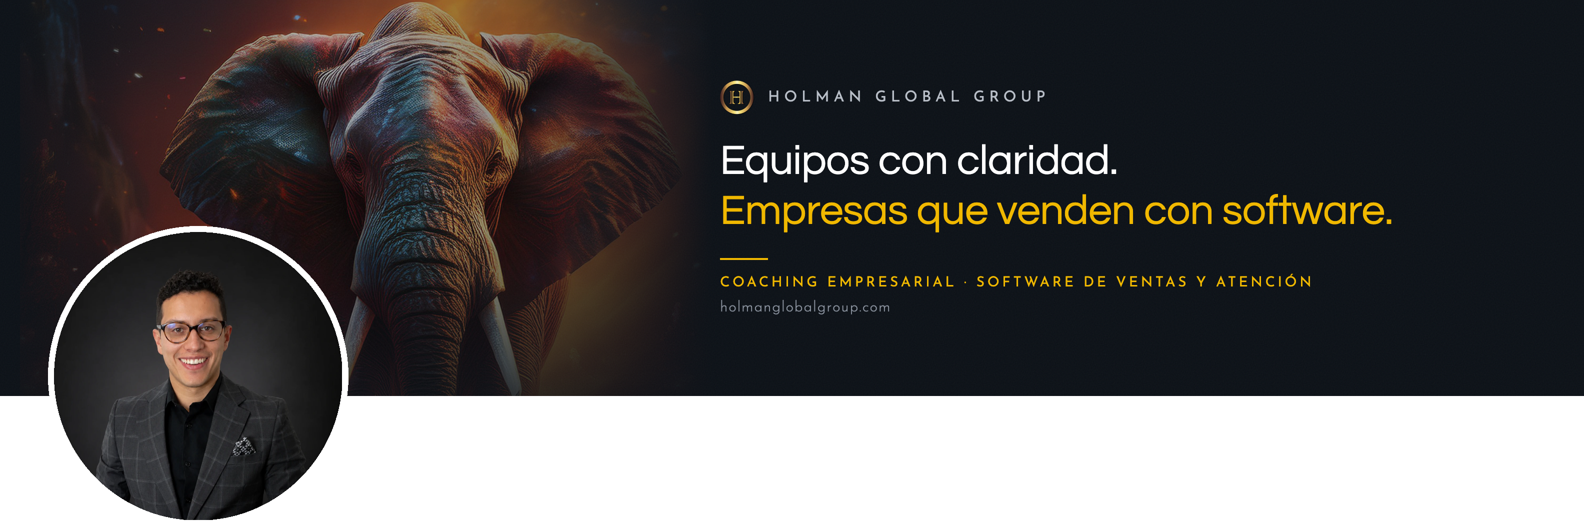 H HOLMAN GLOBAL GROUP
Equipos con claridad.
Empresas que venden con software.
COACHING EMPRESARIAL · SOFTWARE DE VENTAS Y ATENCIÓN
holmanglobalgroup.com